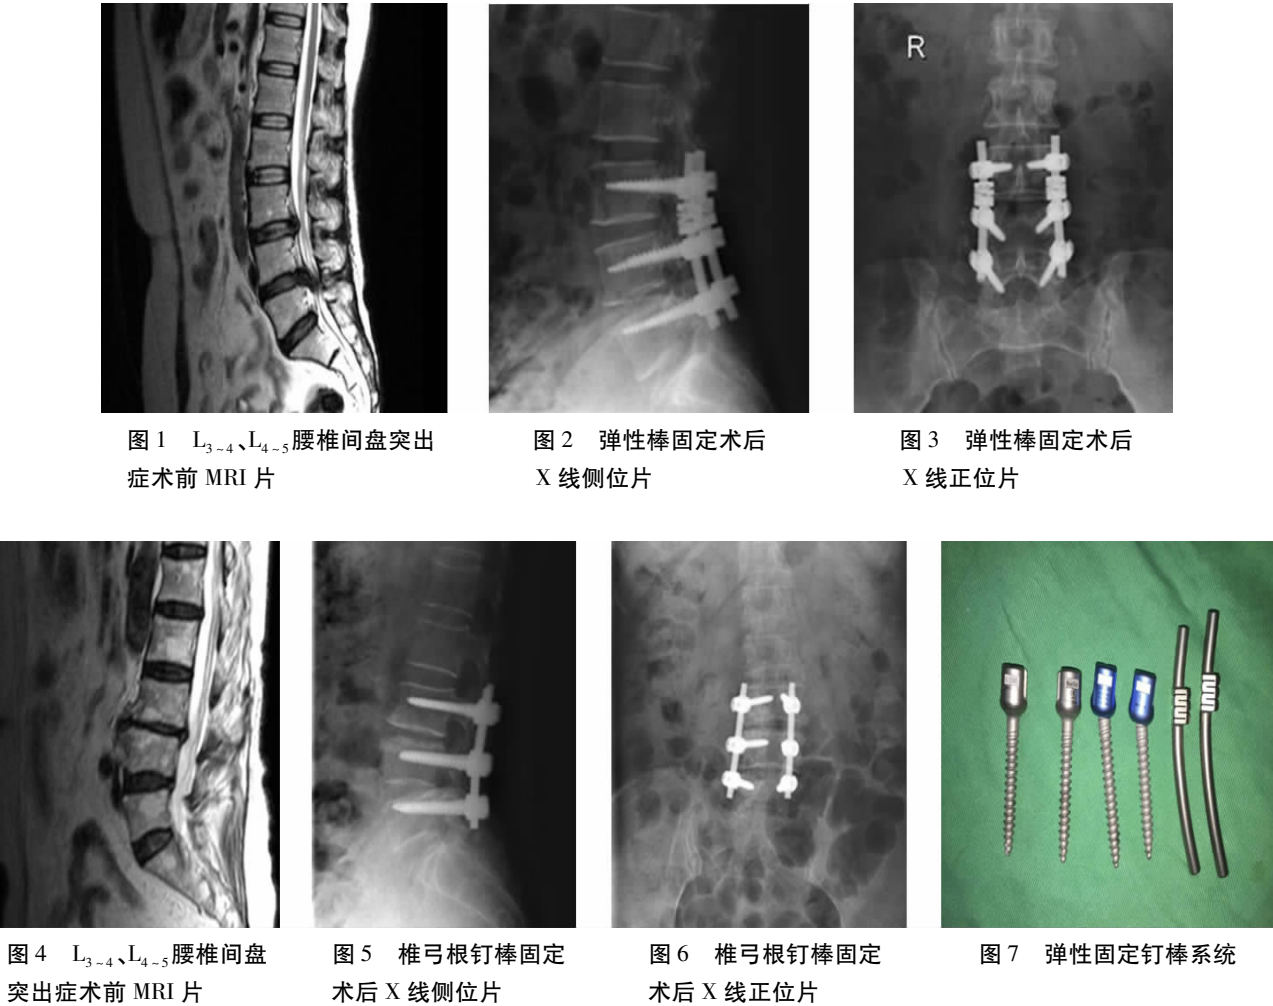 R
图 1 L3~4、L4~5腰椎间盘突出
症术前 MRI 片
图 2 弹性棒固定术后
X 线侧位片
图 3 弹性棒固定术后
X 线正位片
图 4 L3~4、L4~5腰椎间盘
突出症术前 MRI 片
图 5 椎弓根钉棒固定
术后 X 线侧位片
图 6 椎弓根钉棒固定
术后 X 线正位片
图 7 弹性固定钉棒系统